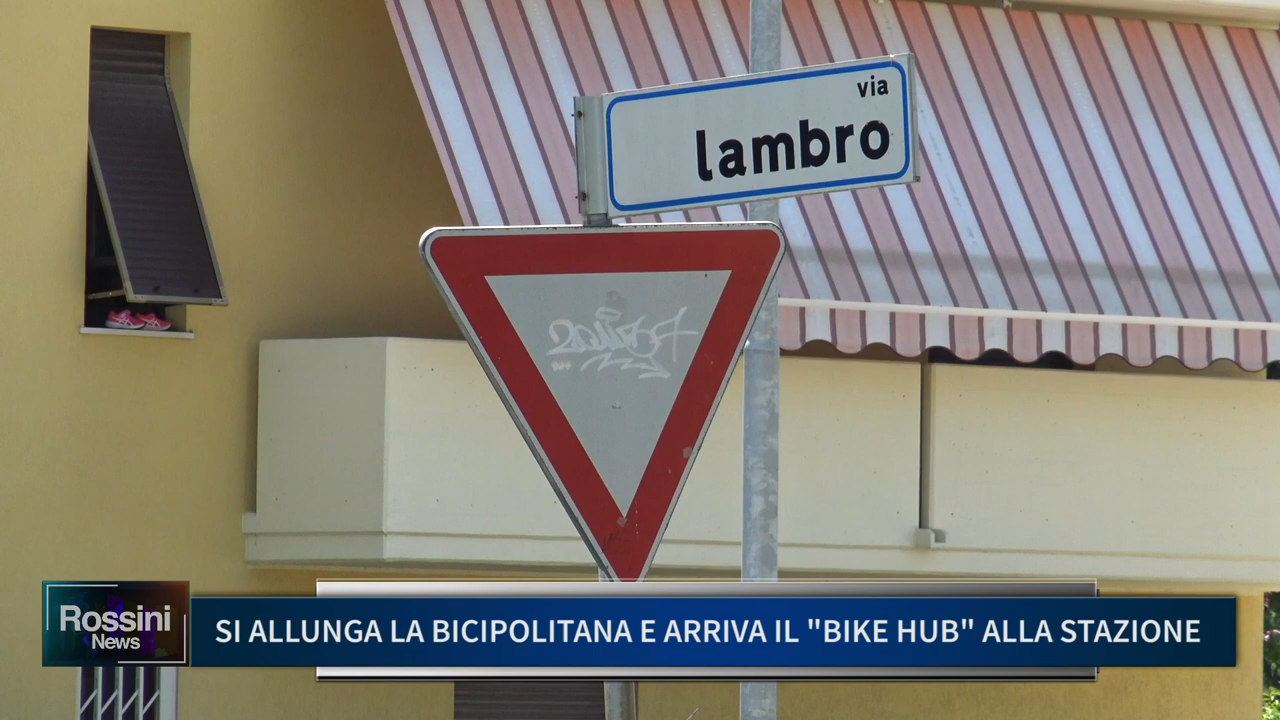 via
lambro
Rossini
News
SI ALLUNGA LA BICIPOLITANA E ARRIVA IL "BIKE HUB" ALLA STAZIONE